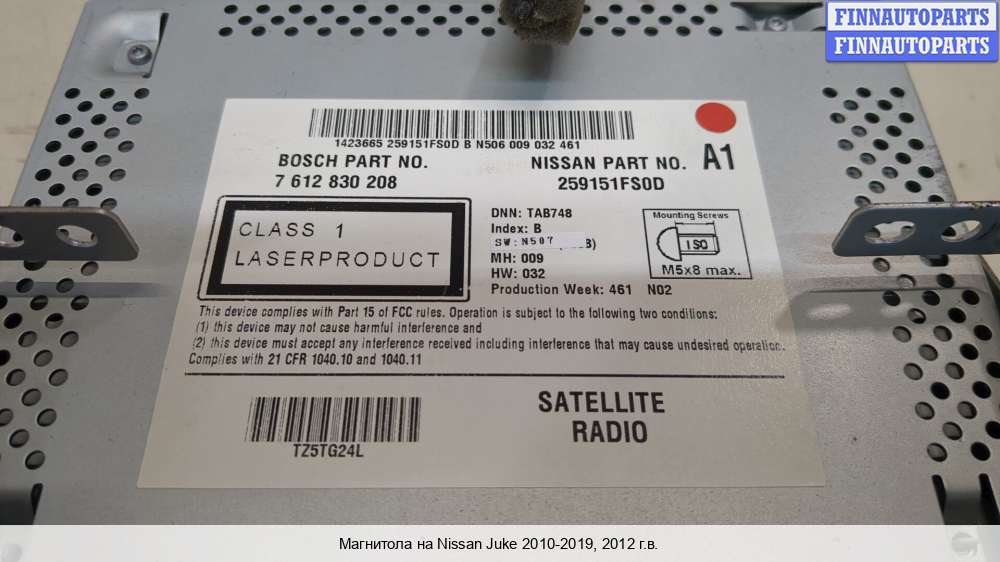 FINNAUTOPARTS
FINNAUTOPARTS
1423665 259151FS0D B N506 009 032 461
BOSCH PART NO.
7 612 830 208
NISSAN PART NO.
259151FS0D
A1
CLASS 1
LASERPRODUCT
DNN: TAB748
Index: B
SW: N507 B)
MH: 009
HW: 032
Production Week: 461 N02
Mounting Screws
ISO
M5x8 max.
This device complies with Part 15 of FCC rules. Operation is subject to the following two conditions:
(1) this device may not cause harmful interference and
(2) this device must accept any interference received including interference that may cause undesired operation.
Complies with 21 CFR 1040.10 and 1040.11
TZ5TG24L
SATELLITE
RADIO
Магнитола на Nissan Juke 2010-2019, 2012 г.в.